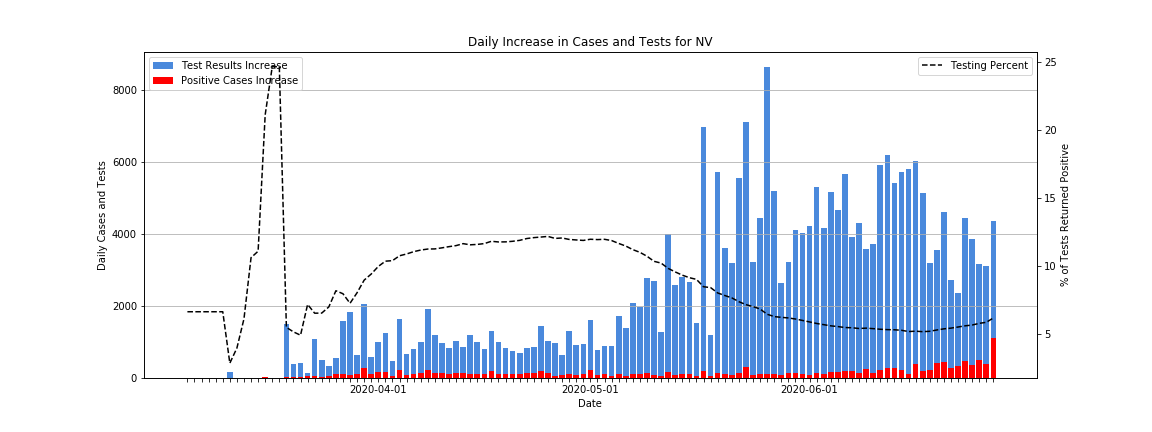 Daily Increase in Cases and Tests for NV
Test Results Increase
Positive Cases Increase
Testing Percent
8000
6000
4000
2000
0
Daily Cases and Tests
25
20
15
10
5
% of Tests Returned Positive
2020-04-01
2020-05-01
2020-06-01
Date